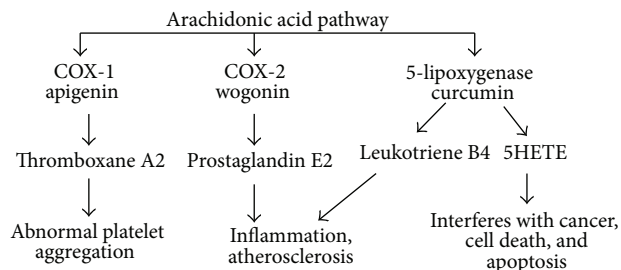 Arachidonic acid pathway
COX-1
apigenin
COX-2
wogonin
5-lipoxygenase
curcumin
Thromboxane A2
Prostaglandin E2
Leukotriene B4
5HETE
Abnormal platelet
aggregation
Inflammation,
atherosclerosis
Interferes with cancer,
cell death, and
apoptosis